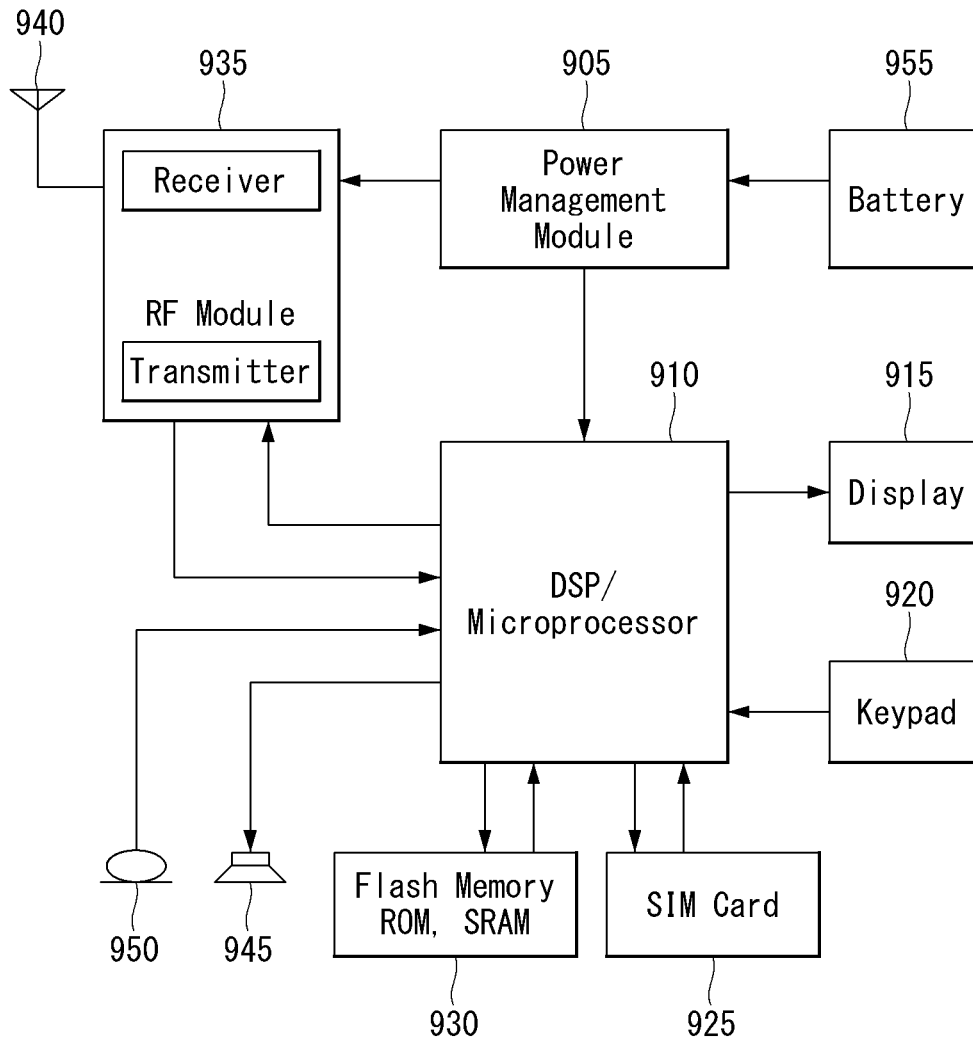 940
935
905
955
Receiver
RF Module
Transmitter
Power
Management
Module
Battery
910
915
DSP/
Microprocessor
Display
920
Keypad
Flash Memory
ROM, SRAM
SIM Card
950
945
930
925